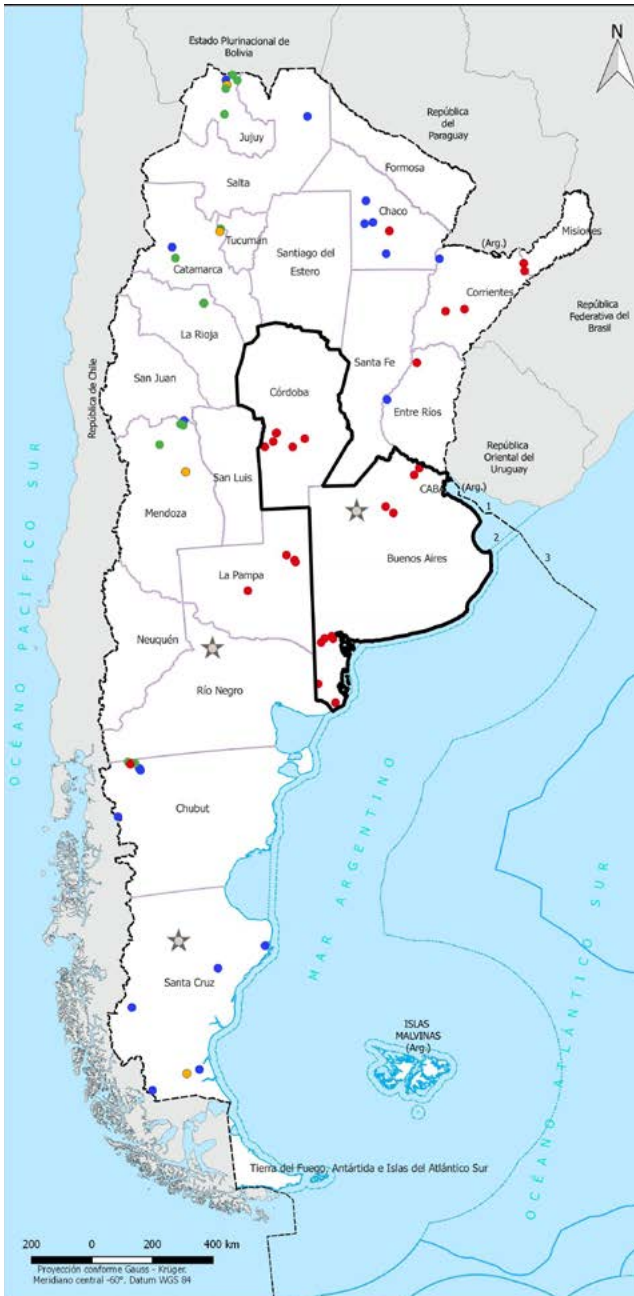 Estado Plurinacional de
Bolivia
N
República
del
Paraguay
Jujuy
Formosa
Salta
Chaco
Misiones
Tucumán
(Arg.)
Santiago del
Estero
Catamarca
Corrientes
República
Federativa del
Brasil
La Rioja
Santa Fe
República de Chile
San Juan
Córdoba
Entre Ríos
República
Oriental del
Uruguay
San Luis
CABA
(Arg.)
Mendoza
1
2
3
Buenos Aires
La Pampa
Neuquén
Río Negro
OCÉANO PACÍFICO SUR
Chubut
MAR ARGENTINO
Santa Cruz
ISLAS
MALVINAS
(Arg.)
OCÉANO ATLÁNTICO SUR
Tierra del Fuego, Antártida e Islas del Atlántico Sur
200 0 200 400 km
Proyección conforme Gauss - Krüger.
Meridiano central -60°. Datum WGS 84